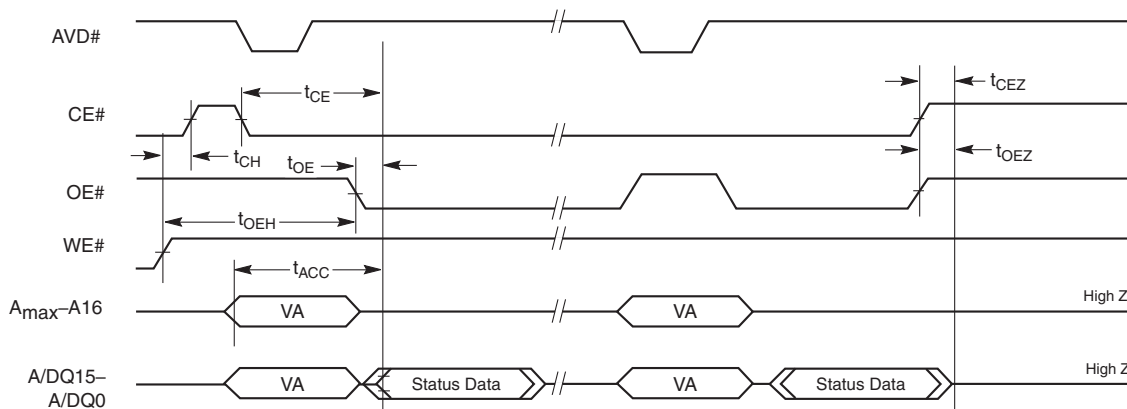 AVD#
tCE
tCEZ
CE#
tCH
tOE
tOEZ
OE#
tOEH
WE#
tACC
Amax–A16
VA
VA
High Z
A/DQ15–
A/DQ0
VA
Status Data
VA
Status Data
High Z